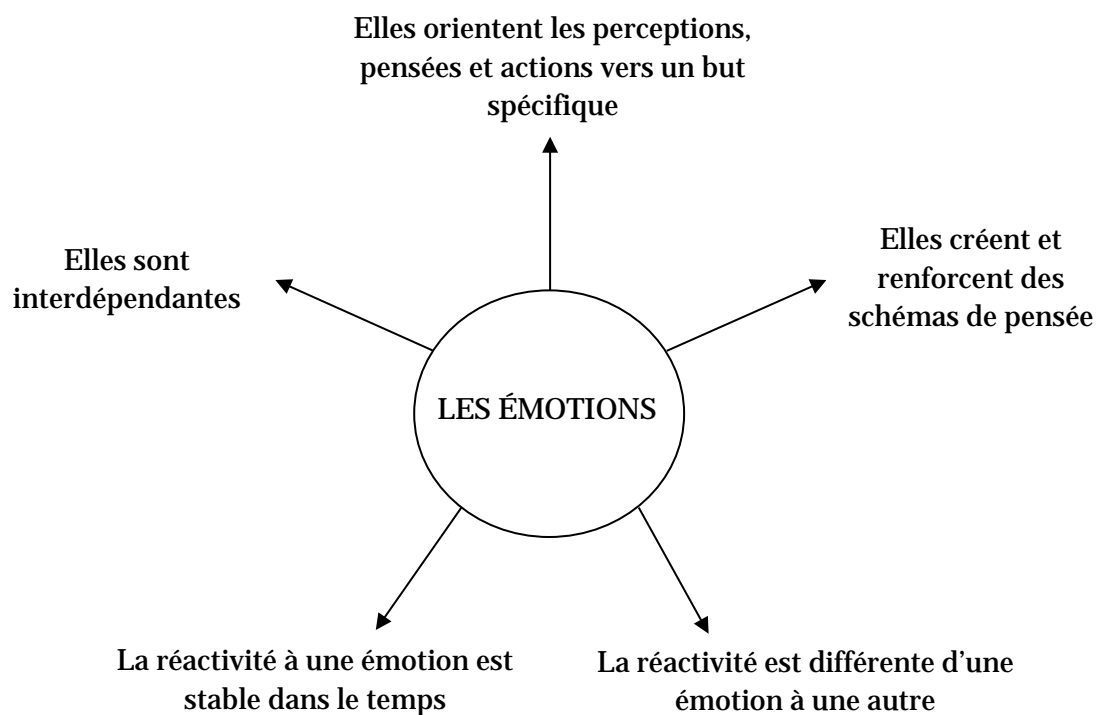 Elles orientent les perceptions,
pensées et actions vers un but
spécifique
Elles sont
interdépendantes
Elles créent et
renforcent des
schémas de pensée
LES ÉMOTIONS
La réactivité à une émotion est
stable dans le temps
La réactivité est différente d’une
émotion à une autre